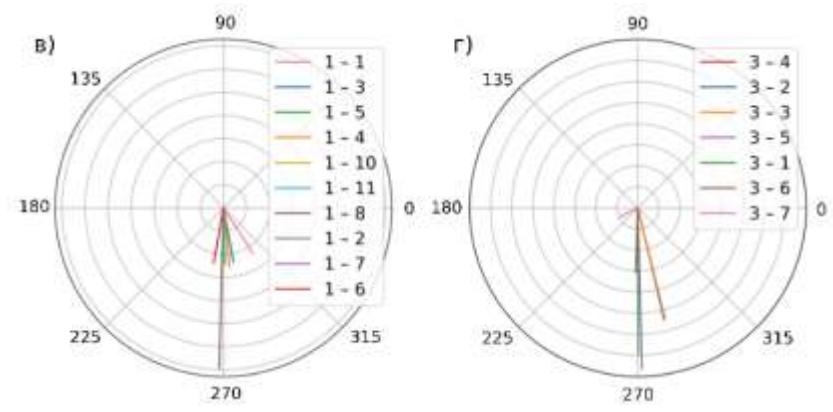 в)
90
135
180
225
270
315
0
1 – 1
1 – 3
1 – 5
1 – 4
1 – 10
1 – 11
1 – 8
1 – 2
1 – 7
1 – 6
г)
90
135
180
225
270
315
0
3 – 4
3 – 2
3 – 3
3 – 5
3 – 1
3 – 6
3 – 7